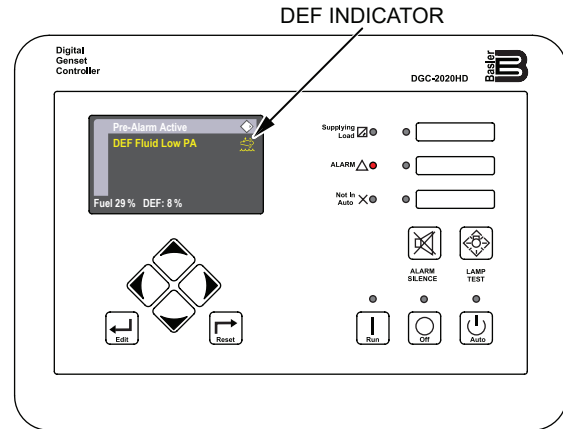 DEF INDICATOR
Digital
Genset
Controller
DGC-2020HD
Basler
Pre-Alarm Active
DEF Fluid Low PA
Fuel 29 % DEF: 8 %
Supplying
Load
ALARM
Not In
Auto
ALARM
SILENCE
LAMP
TEST
Edit
Reset
Run
Off
Auto